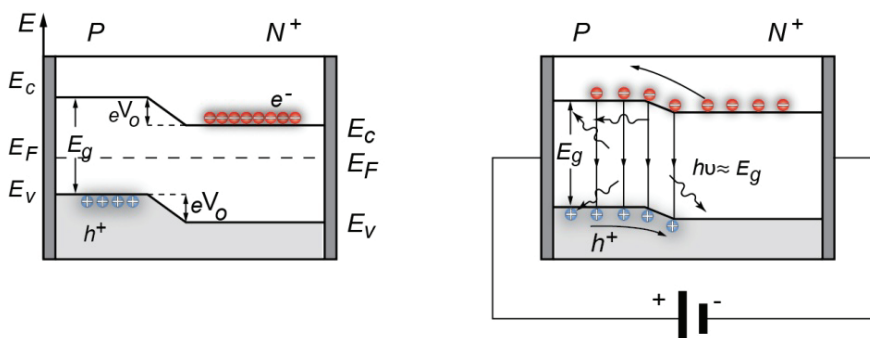 E
P
N+
Ec
eVo
e-
Ec
Eg
EF
EF
Ev
eVo
h+
Ev
P
N+
Eg
hυ≈ Eg
h+
+
-